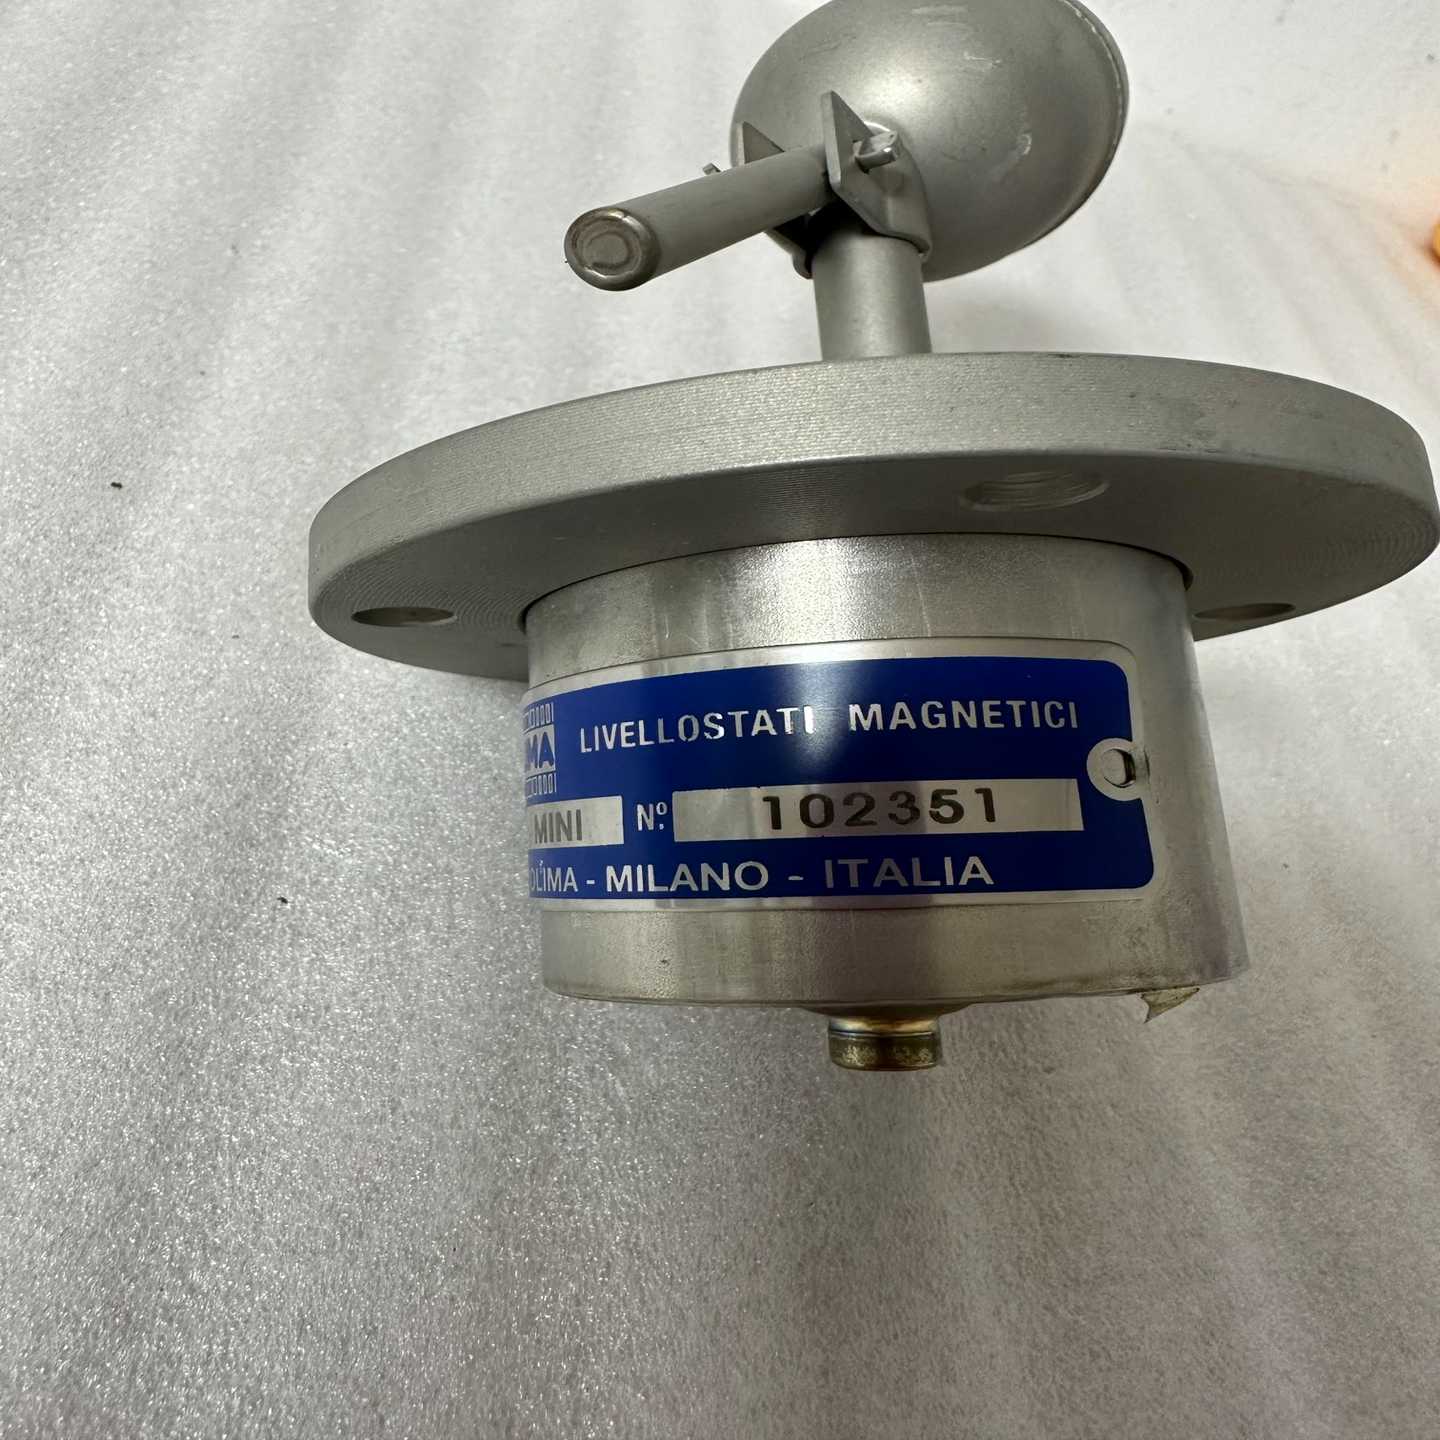 LIVELLOSTATI MAGNETICI
MINI Nº. 102351
MILANO - ITALIA